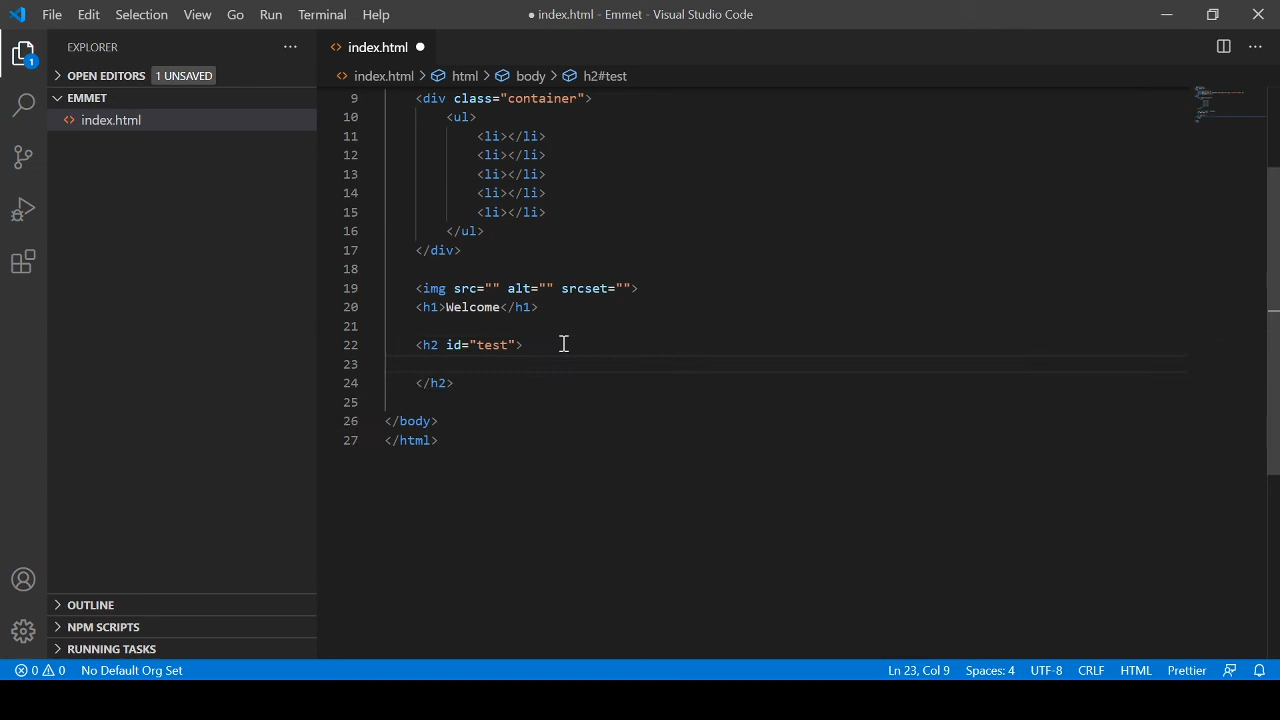 File Edit Selection View Go Run Terminal Help
● index.html - Emmet - Visual Studio Code
EXPLORER
OPEN EDITORS 1 UNSAVED
EMMET
index.html
OUTLINE
NPM SCRIPTS
RUNNING TASKS
1
index.html ●
index.html > html > body > h2#test
9 <div class="container">
10 <ul>
11 <li></li>
12 <li></li>
13 <li></li>
14 <li></li>
15 <li></li>
16 </ul>
17 </div>
18
19 <img src="" alt="" srcset="">
20 <h1>Welcome</h1>
21
22 <h2 id="test">
23
24 </h2>
25
26 </body>
27 </html>
0 0 No Default Org Set
Ln 23, Col 9 Spaces: 4 UTF-8 CRLF HTML Prettier